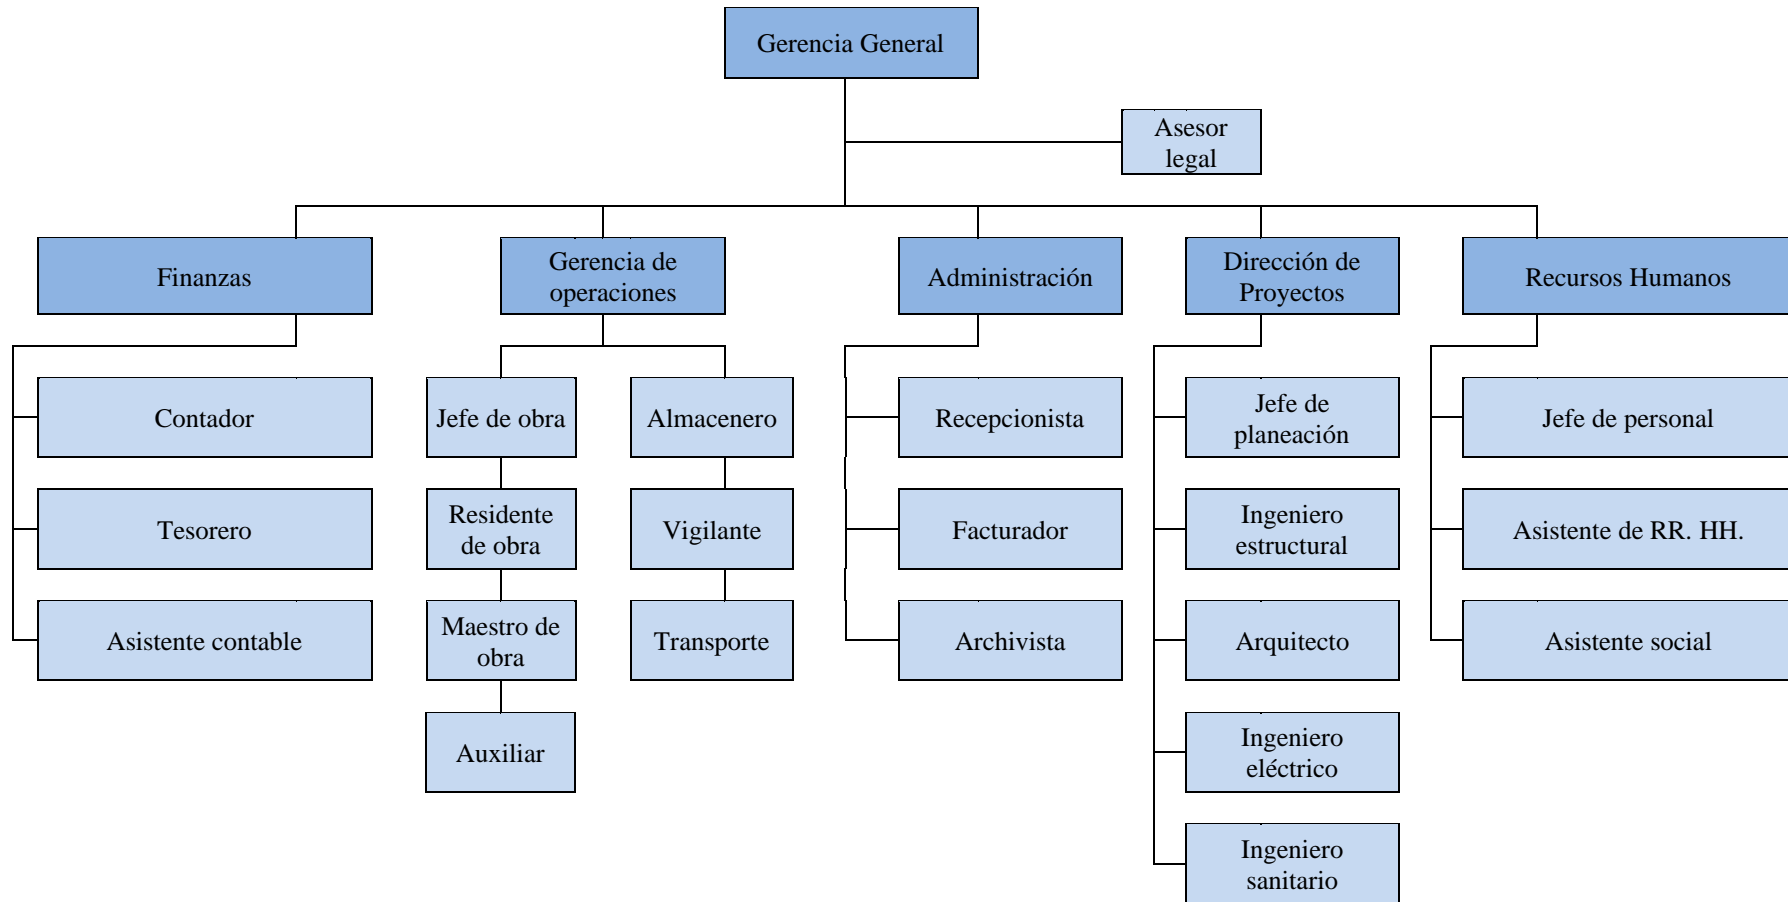 Gerencia General
Asesor
legal
Finanzas
Gerencia de
operaciones
Administración
Dirección de
Proyectos
Recursos Humanos
Contador
Jefe de obra
Almacenero
Recepcionista
Jefe de
planeación
Jefe de personal
Tesorero
Residente
de obra
Vigilante
Facturador
Ingeniero
estructural
Asistente de RR. HH.
Asistente contable
Maestro de
obra
Transporte
Archivista
Arquitecto
Asistente social
Auxiliar
Ingeniero
eléctrico
Ingeniero
sanitario